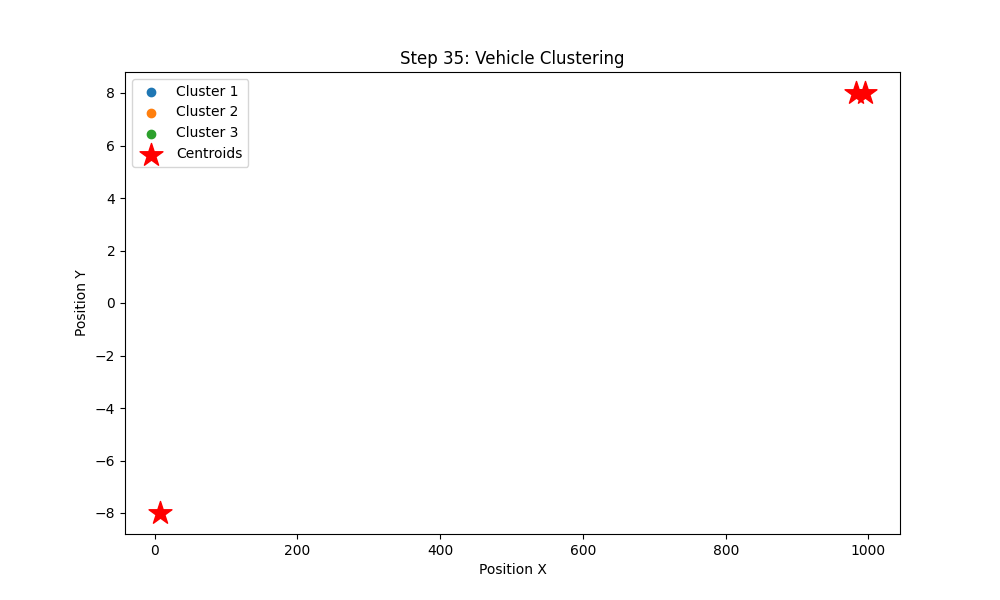 Step 35: Vehicle Clustering
Cluster 1
Cluster 2
Cluster 3
Centroids
8
6
4
2
0
−2
−4
−6
−8
Position Y
0 200 400 600 800 1000
Position X